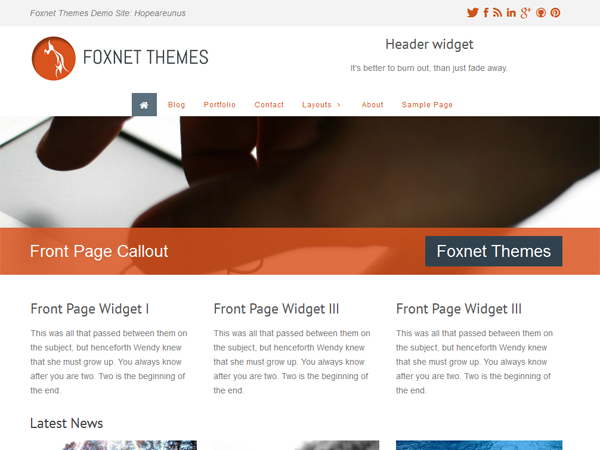 Foxnet Themes Demo Site: Hopeareunus
FOXNET THEMES
Header widget
It's better to burn out, than just fade away.
Blog Portfolio Contact Layouts > About Sample Page
Front Page Callout
Foxnet Themes
Front Page Widget I
This was all that passed between them on
the subject, but henceforth Wendy knew
that she must grow up. You always know
after you are two. Two is the beginning of
the end.
Front Page Widget III
This was all that passed between them on
the subject, but henceforth Wendy knew
that she must grow up. You always know
after you are two. Two is the beginning of
the end.
Front Page Widget III
This was all that passed between them on
the subject, but henceforth Wendy knew
that she must grow up. You always know
after you are two. Two is the beginning of
the end.
Latest News